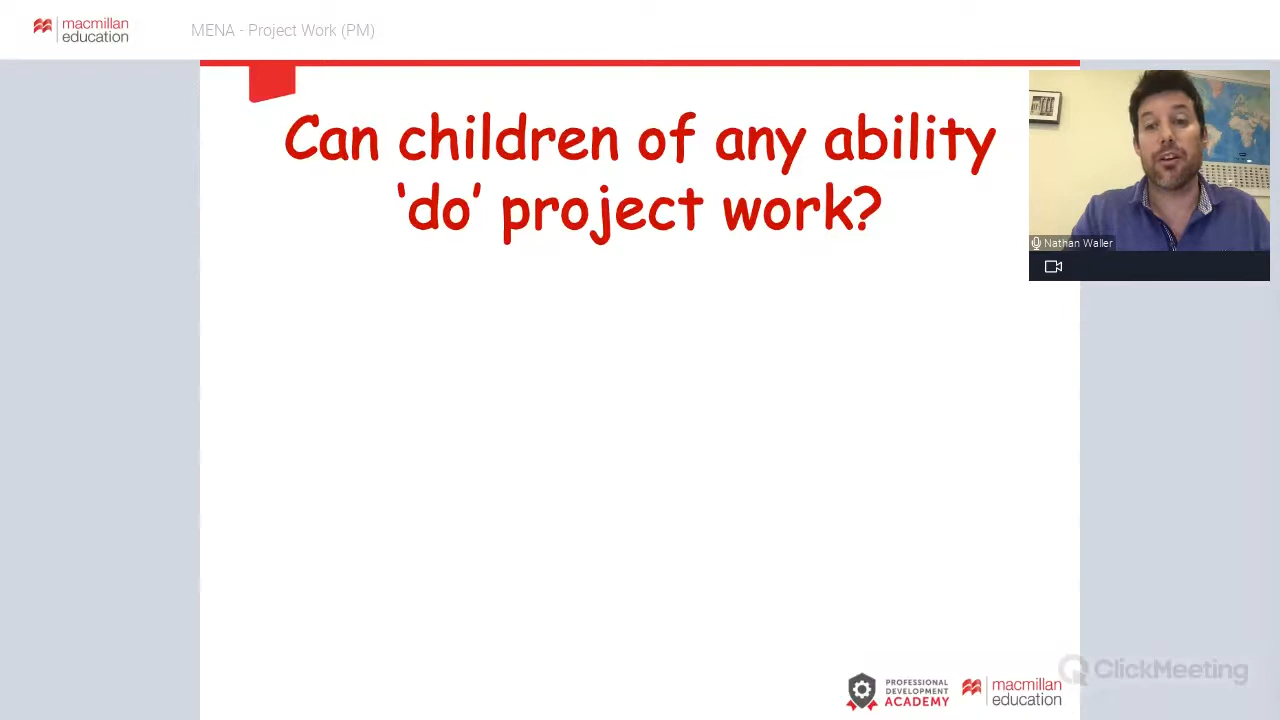 macmillan
education
MENA - Project Work (PM)
Can children of any ability
‘do’ project work?
Nathan Waller
PROFESSIONAL
DEVELOPMENT
ACADEMY
macmillan
education
ClickMeeting